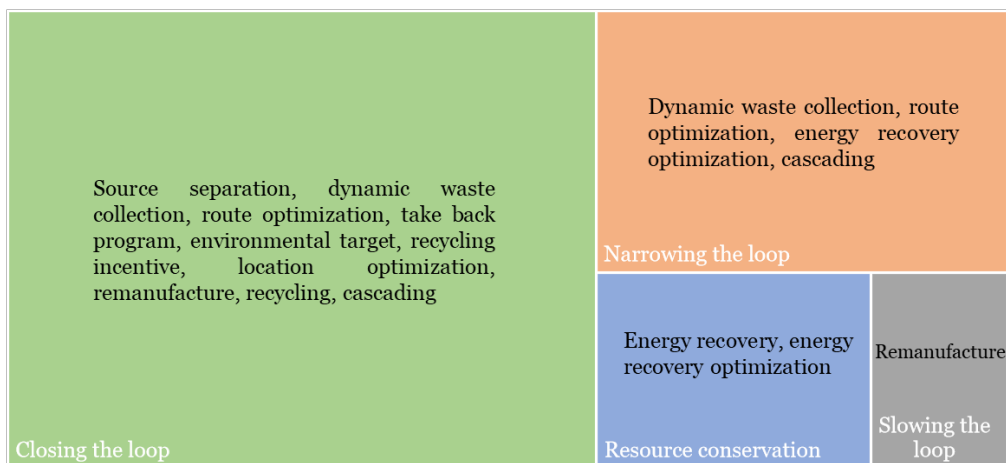 Source separation, dynamic waste
collection, route optimization, take back
program, environmental target, recycling
incentive, location optimization,
remanufacture, recycling, cascading
Closing the loop
Dynamic waste collection, route
optimization, energy recovery
optimization, cascading
Narrowing the loop
Energy recovery, energy
recovery optimization
Resource conservation
Remanufacture
Slowing the
loop